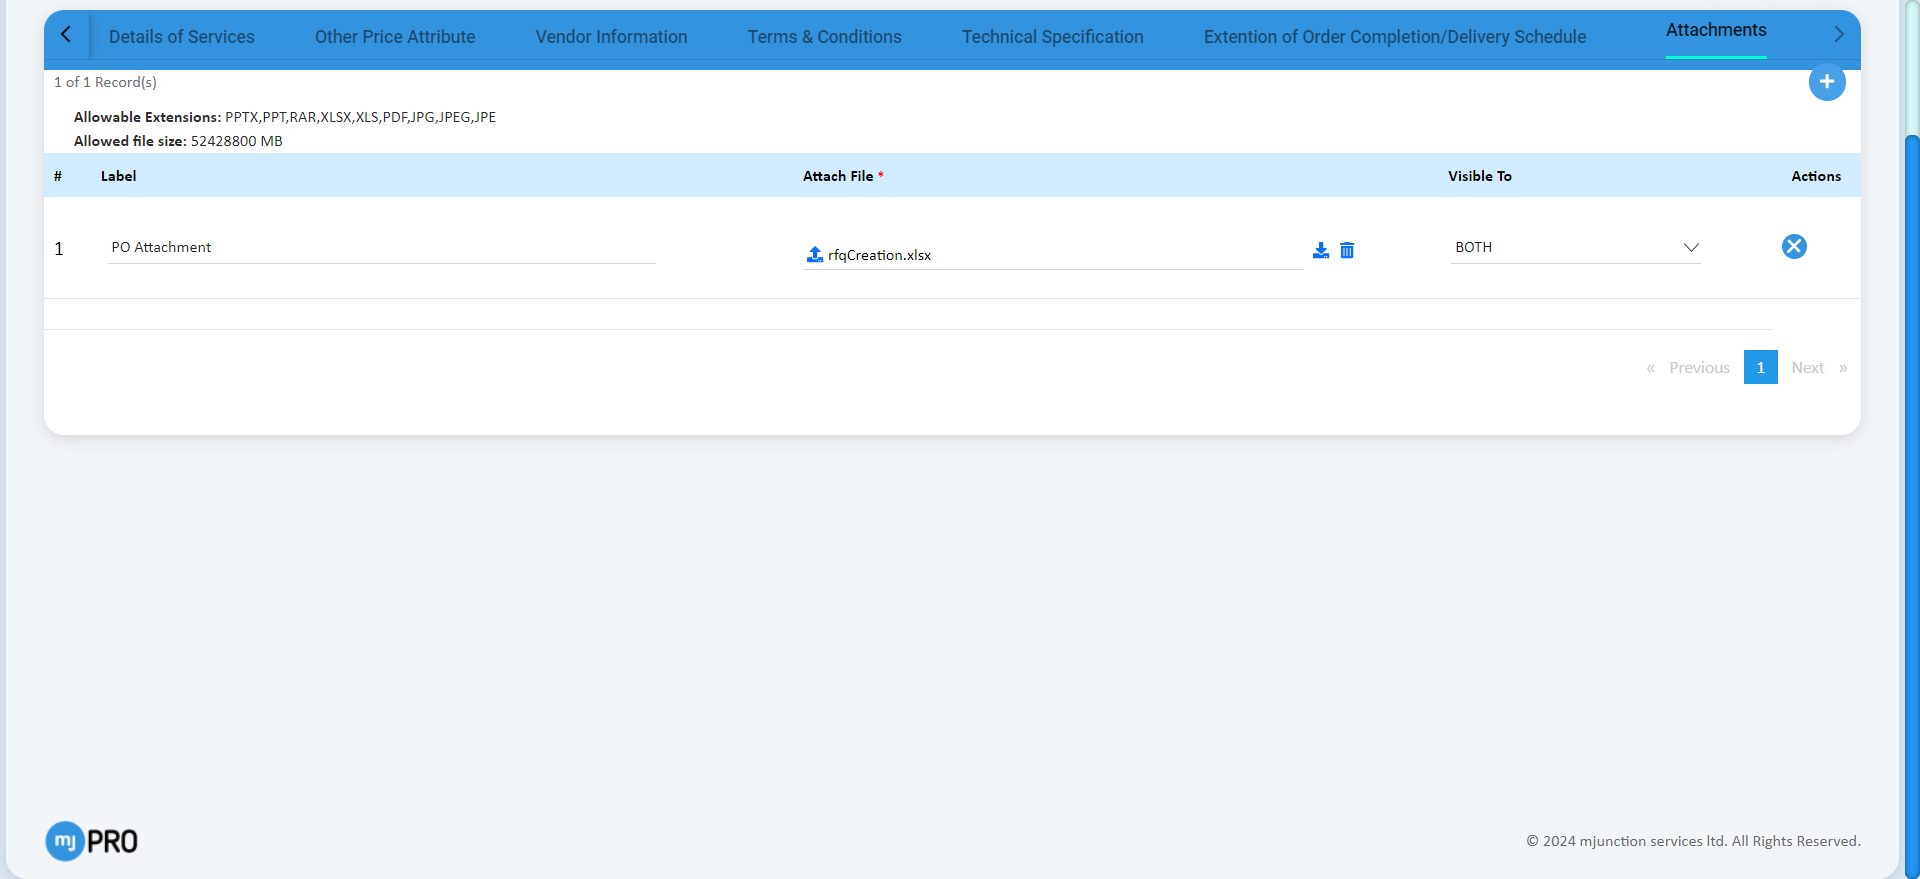 Details of Services Other Price Attribute Vendor Information Terms & Conditions Technical Specification Extention of Order Completion/Delivery Schedule Attachments
1 of 1 Record(s)
Allowable Extensions: PPTX,PPT,RAR,XLSX,XLS,PDF,JPG,JPEG,JPE
Allowed file size: 52428800 MB
# Label Attach File * Visible To Actions
1 PO Attachment rfqCreation.xlsx BOTH
« Previous 1 Next »
mj PRO © 2024 mjunction services ltd. All Rights Reserved.